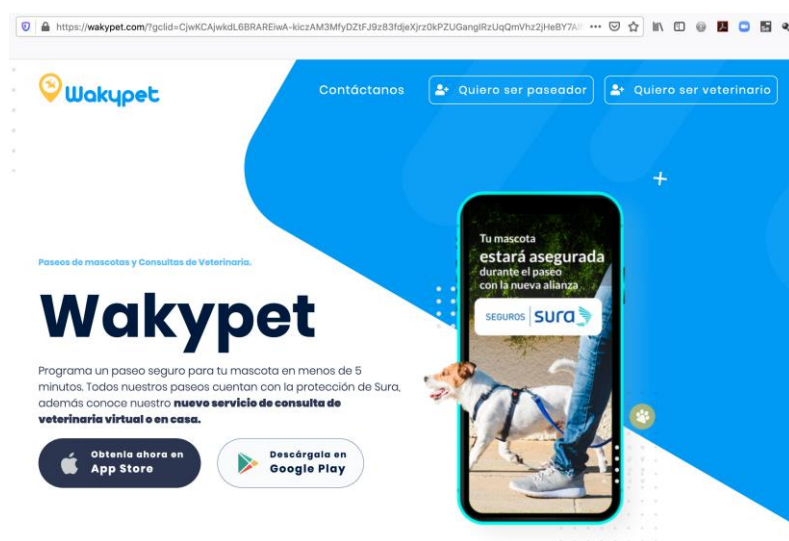 https://wakypet.com/?gclid=
Wakypet
Contáctanos
Quiero ser paseador
Quiero ser veterinario
Paseos de mascotas y Consultas de Veterinaria.
Wakypet
Programa un paseo seguro para tu mascota en menos de 5
minutos. Todos nuestros paseos cuentan con la protección de Sura,
además conoce nuestro nuevo servicio de consulta de
veterinaria virtual o en casa.
Obtenla ahora en
App Store
Descárgala en
Google Play
Tu mascota
estará asegurada
durante el paseo
con la nueva alianza
SEGUROS sura